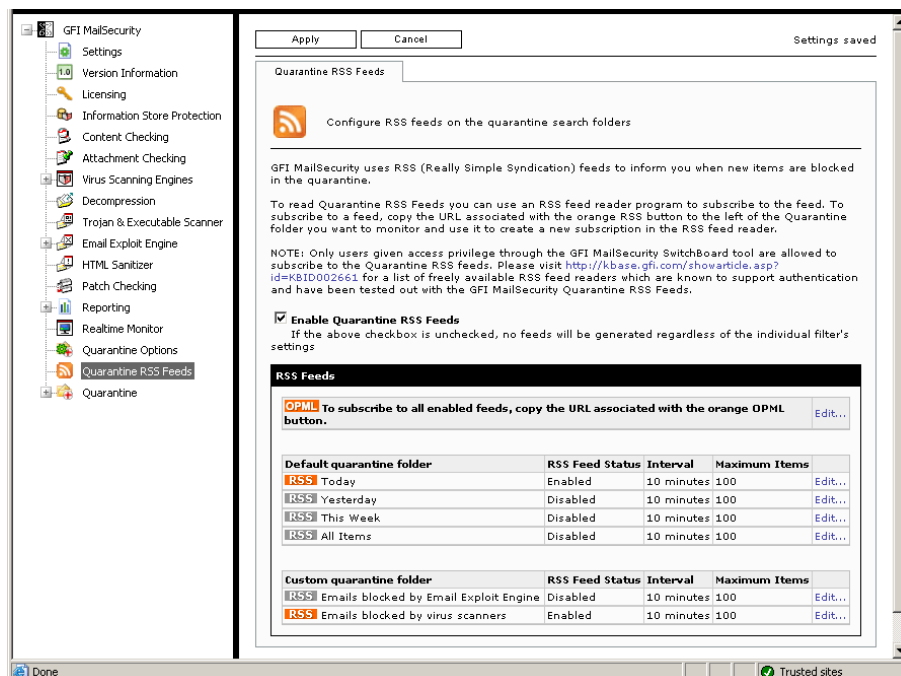 GFI MailSecurity
Settings
1.0 Version Information
Licensing
Information Store Protection
Content Checking
Attachment Checking
Virus Scanning Engines
Decompression
Trojan & Executable Scanner
Email Exploit Engine
HTML Sanitizer
Patch Checking
Reporting
Realtime Monitor
Quarantine Options
Quarantine RSS Feeds
Quarantine
Apply Cancel Settings saved
Quarantine RSS Feeds
Configure RSS feeds on the quarantine search folders
GFI MailSecurity uses RSS (Really Simple Syndication) feeds to inform you when new items are blocked
in the quarantine.
To read Quarantine RSS Feeds you can use an RSS feed reader program to subscribe to the feed. To
subscribe to a feed, copy the URL associated with the orange RSS button to the left of the Quarantine
folder you want to monitor and use it to create a new subscription in the RSS feed reader.
NOTE: Only users given access privilege through the GFI MailSecurity SwitchBoard tool are allowed to
subscribe to the Quarantine RSS feeds. Please visit http://kbase.gfi.com/showarticle.asp?
id=KBID002661 for a list of freely available RSS feed readers which are known to support authentication
and have been tested out with the GFI MailSecurity Quarantine RSS Feeds.
Enable Quarantine RSS Feeds
If the above checkbox is unchecked, no feeds will be generated regardless of the individual filter's
settings
RSS Feeds
OPML To subscribe to all enabled feeds, copy the URL associated with the orange OPML
button.
Edit...
Default quarantine folder RSS Feed Status Interval Maximum Items
RSS Today Enabled 10 minutes 100 Edit...
RSS Yesterday Disabled 10 minutes 100 Edit...
RSS This Week Disabled 10 minutes 100 Edit...
RSS All Items Disabled 10 minutes 100 Edit...
Custom quarantine folder RSS Feed Status Interval Maximum Items
RSS Emails blocked by Email Exploit Engine Disabled 10 minutes 100 Edit...
RSS Emails blocked by virus scanners Enabled 10 minutes 100 Edit...
Done Trusted sites